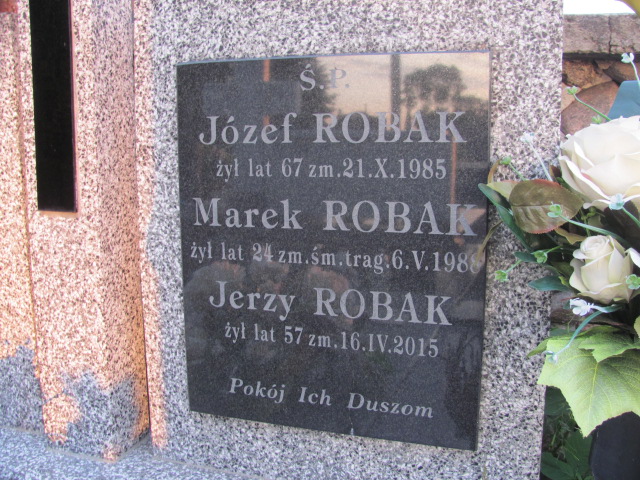 Ś.P.
Józef ROBAK
żył lat 67 zm.21.X.1985
Marek ROBAK
żył lat 24 zm.śm.trag.6.V.1988
Jerzy ROBAK
żył lat 57 zm.16.IV.2015
Pokój Ich Duszom